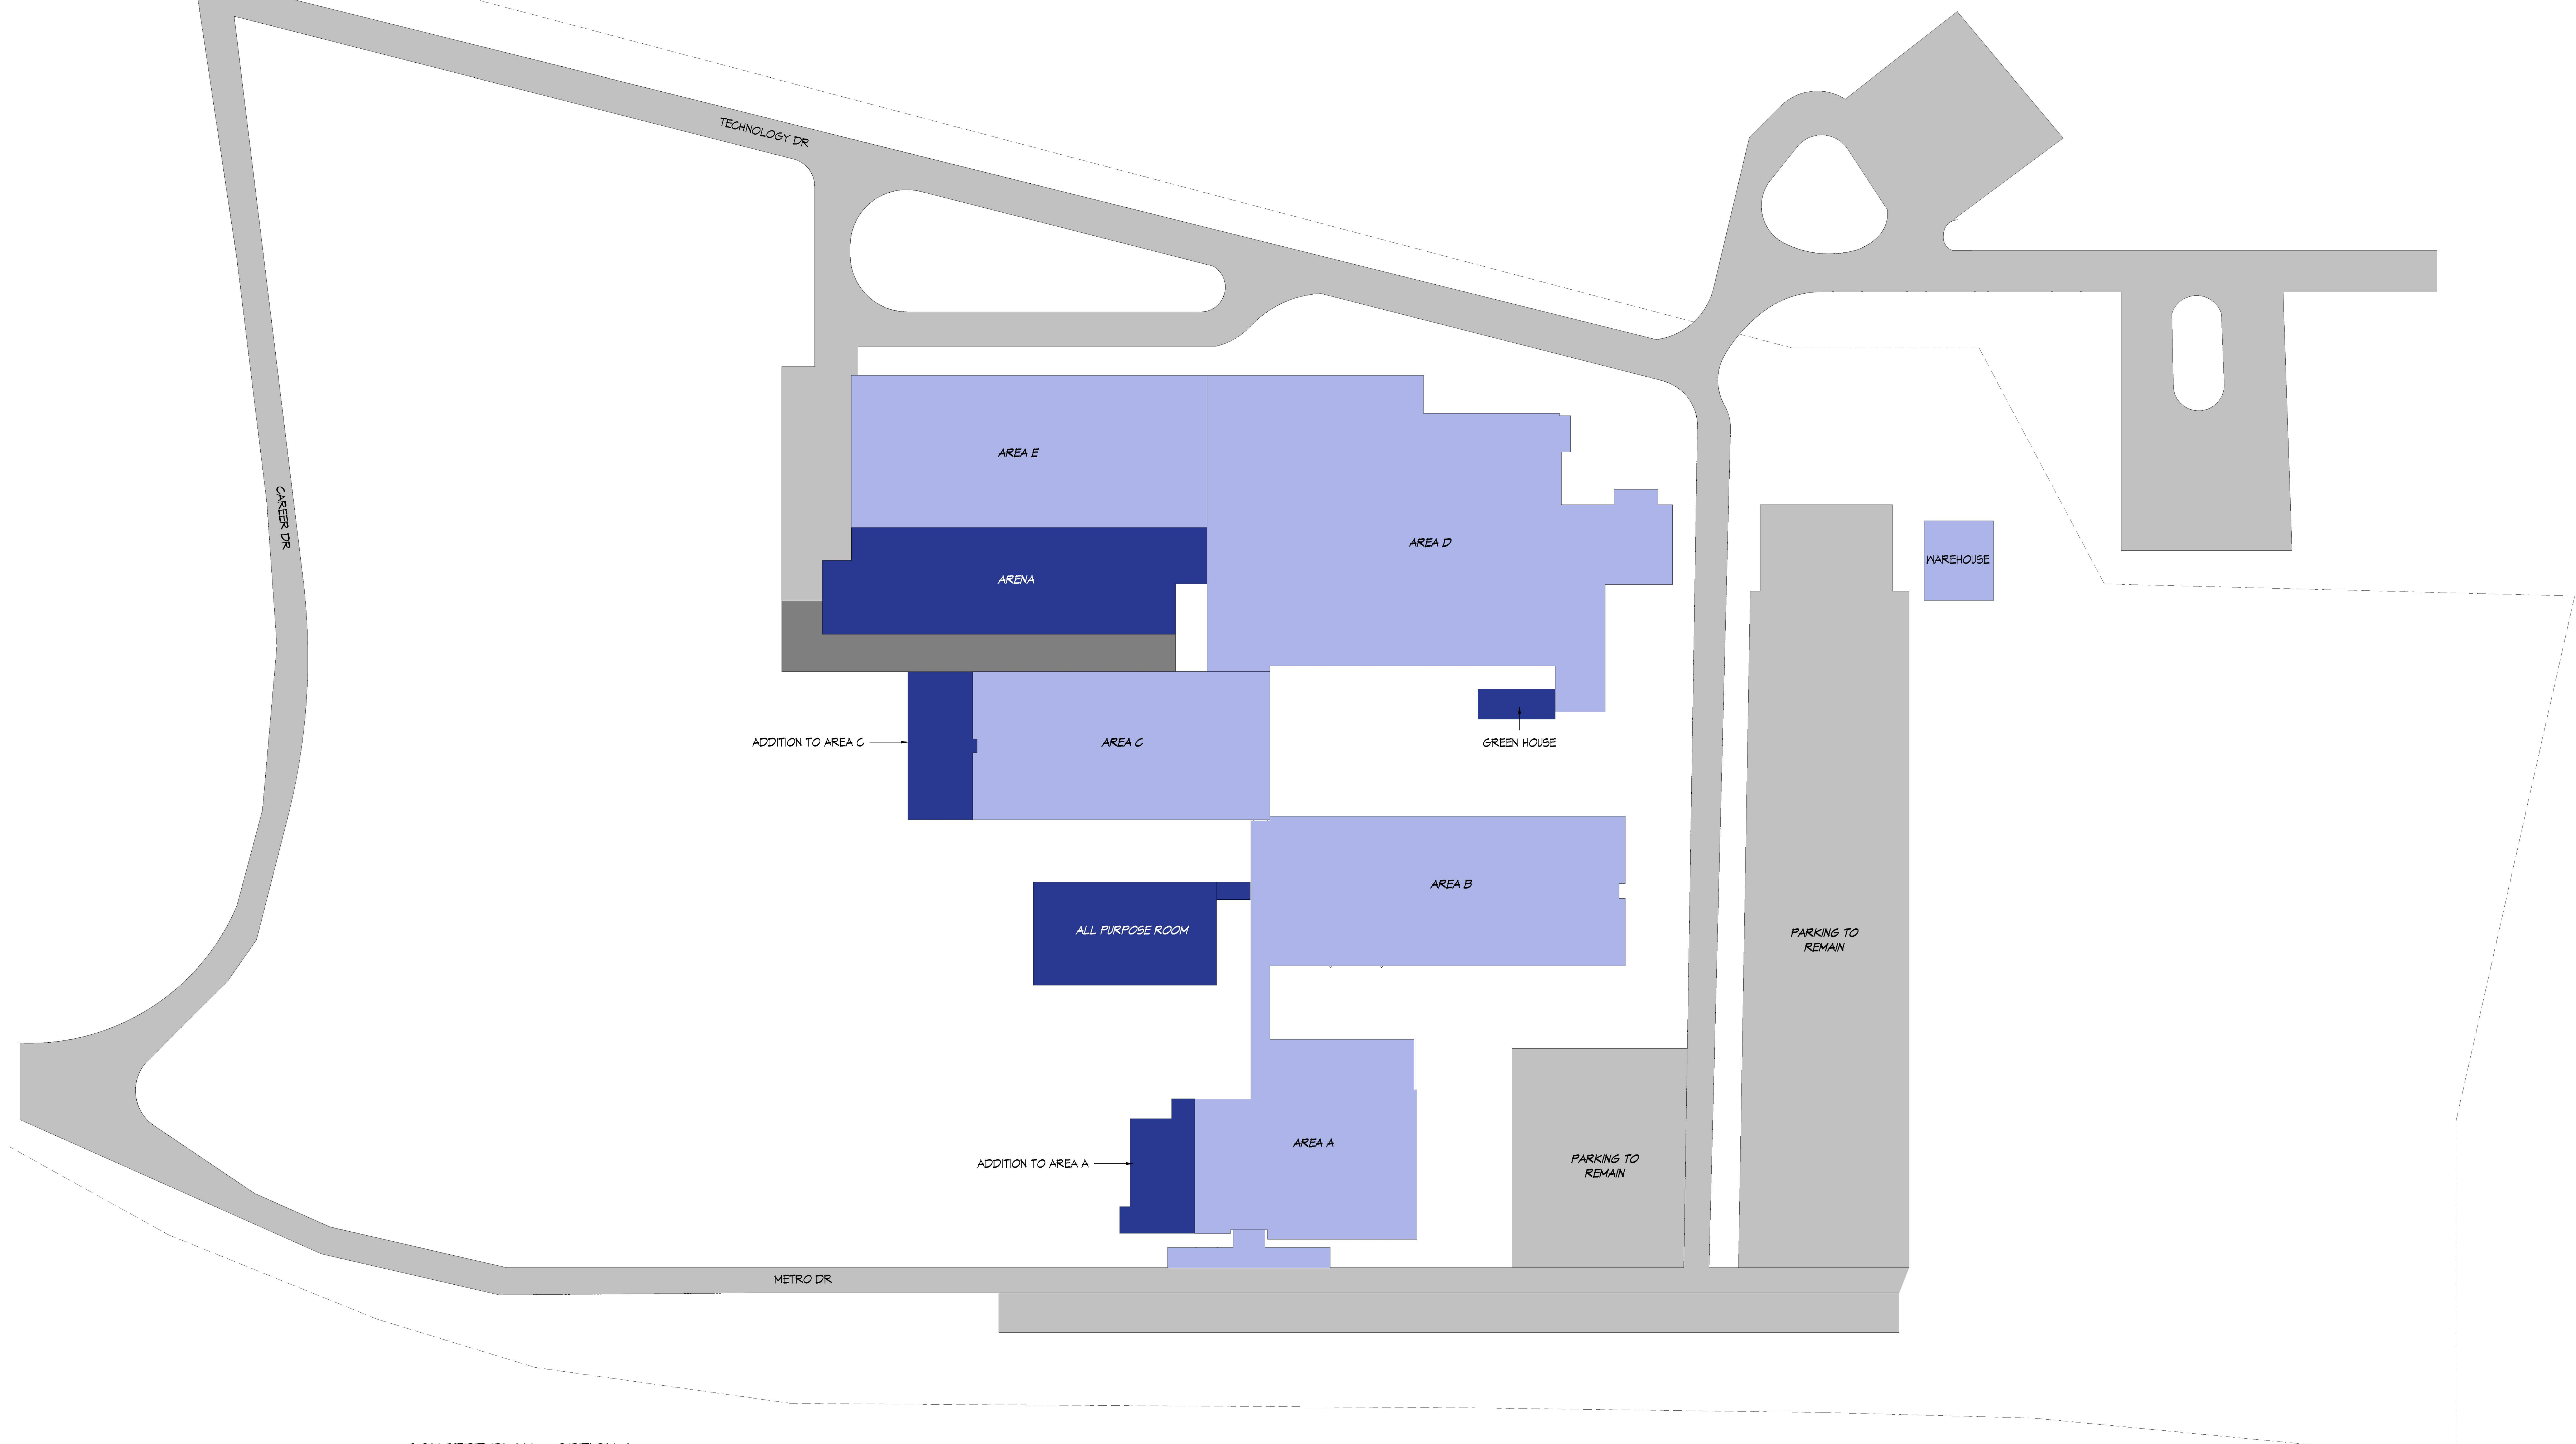 TECHNOLOGY DR
AREA E
CAREER DR
AREA D
WAREHOUSE
ARENA
ADDITION TO AREA C
AREA C
GREEN HOUSE
AREA B
ALL PURPOSE ROOM
PARKING TO
REMAIN
AREA A
ADDITION TO AREA A
PARKING TO
REMAIN
METRO DR